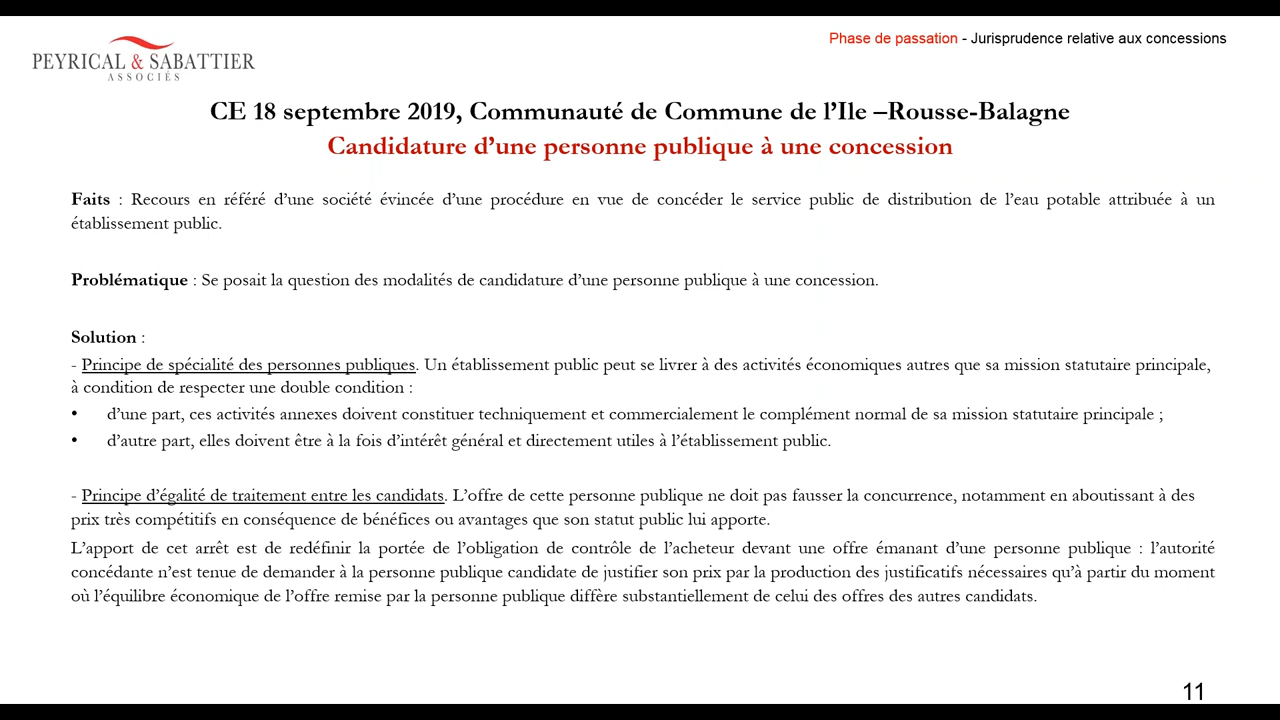 PEYRICAL & SABATTIER
ASSOCIÉS
Phase de passation - Jurisprudence relative aux concessions
CE 18 septembre 2019, Communauté de Commune de l’Ile –Rousse-Balagne
Candidature d’une personne publique à une concession
Faits : Recours en référé d’une société évincée d’une procédure en vue de concéder le service public de distribution de l’eau potable attribuée à un
établissement public.
Problématique : Se posait la question des modalités de candidature d’une personne publique à une concession.
Solution :
- Principe de spécialité des personnes publiques. Un établissement public peut se livrer à des activités économiques autres que sa mission statutaire principale,
à condition de respecter une double condition :
• d’une part, ces activités annexes doivent constituer techniquement et commercialement le complément normal de sa mission statutaire principale ;
• d’autre part, elles doivent être à la fois d’intérêt général et directement utiles à l’établissement public.
- Principe d’égalité de traitement entre les candidats. L’offre de cette personne publique ne doit pas fausser la concurrence, notamment en aboutissant à des
prix très compétitifs en conséquence de bénéfices ou avantages que son statut public lui apporte.
L’apport de cet arrêt est de redéfinir la portée de l’obligation de contrôle de l’acheteur devant une offre émanant d’une personne publique : l’autorité
concédante n’est tenue de demander à la personne publique candidate de justifier son prix par la production des justificatifs nécessaires qu’à partir du moment
où l’équilibre économique de l’offre remise par la personne publique diffère substantiellement de celui des offres des autres candidats.
11